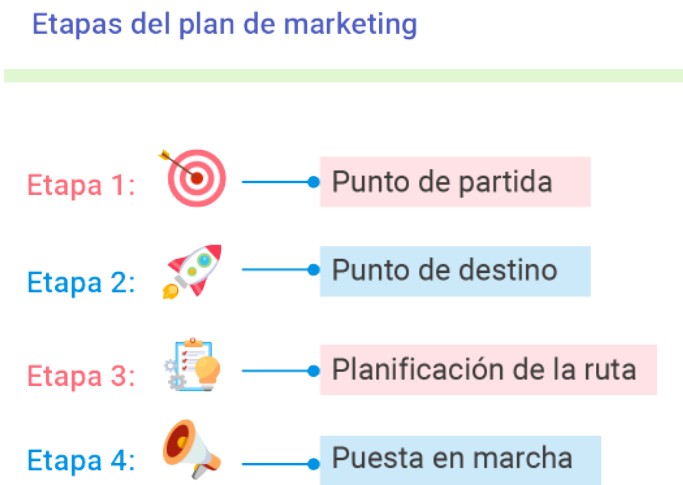 Etapas del plan de marketing
Etapa 1: Punto de partida
Etapa 2: Punto de destino
Etapa 3: Planificación de la ruta
Etapa 4: Puesta en marcha